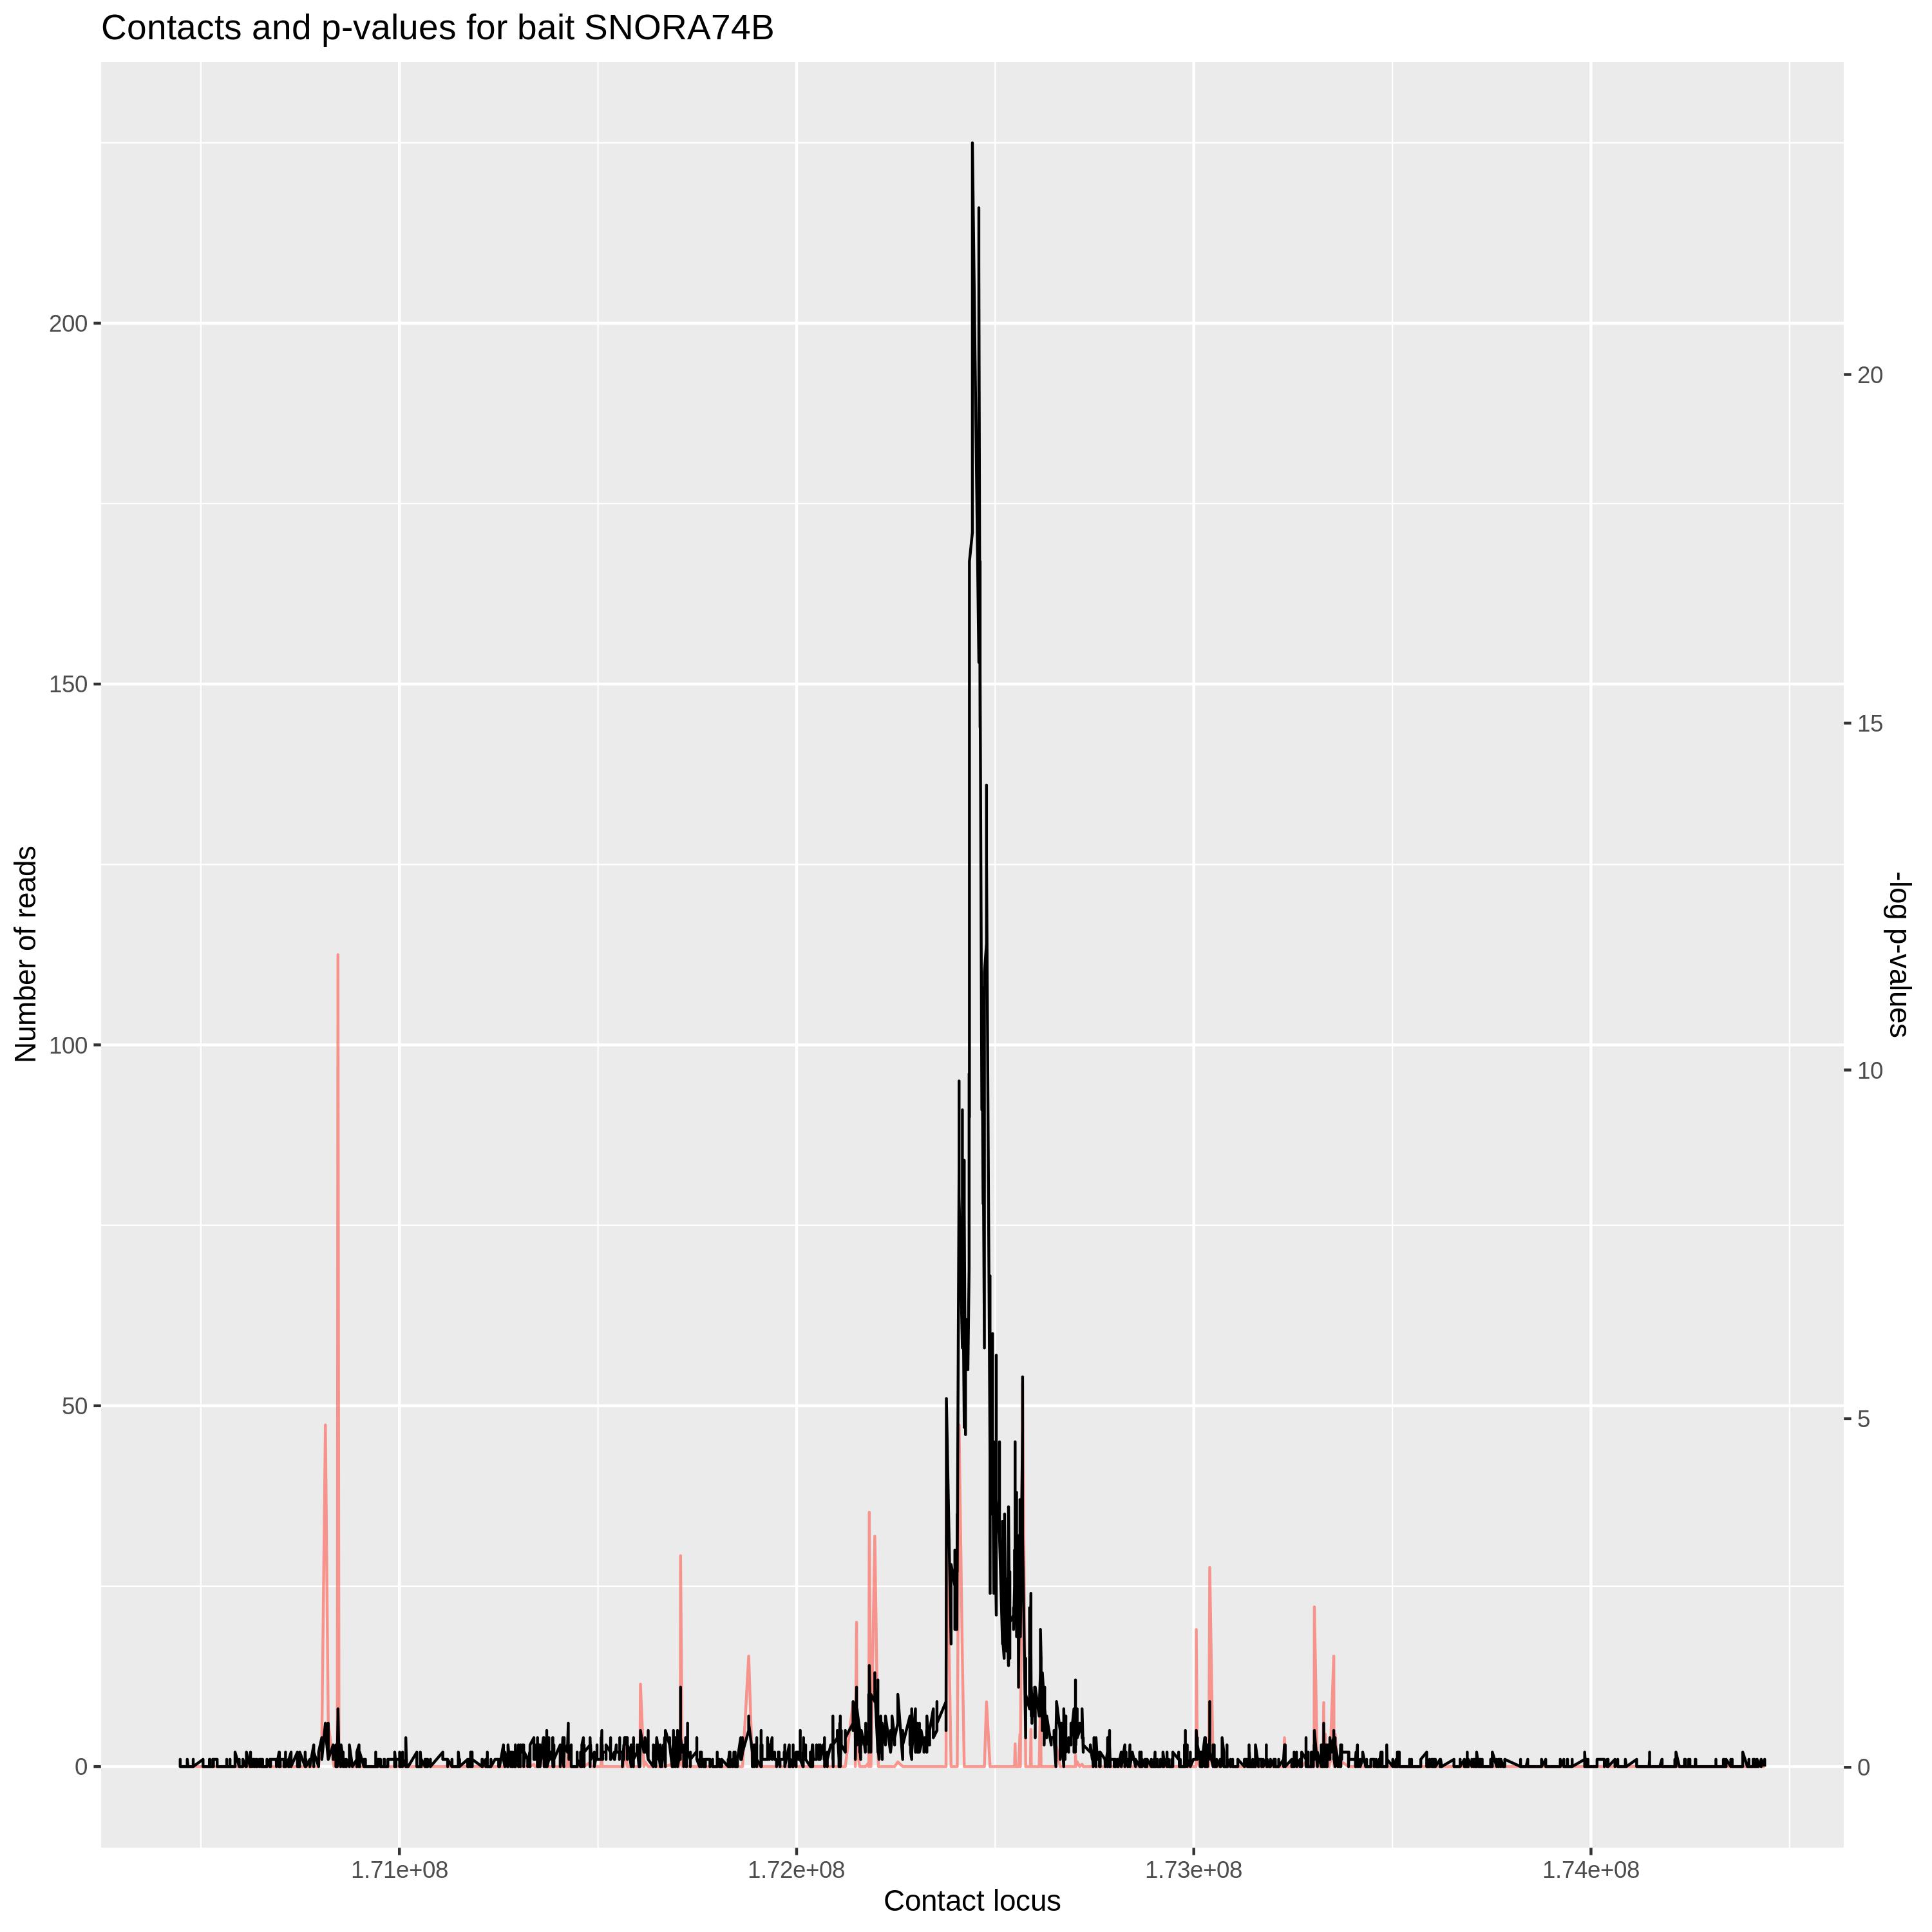 Contacts and p-values for bait SNORA74B
200
150
100
50
0
Number of reads
20
15
10
5
0
-log p-values
1.71e+08
1.72e+08
1.73e+08
1.74e+08
Contact locus